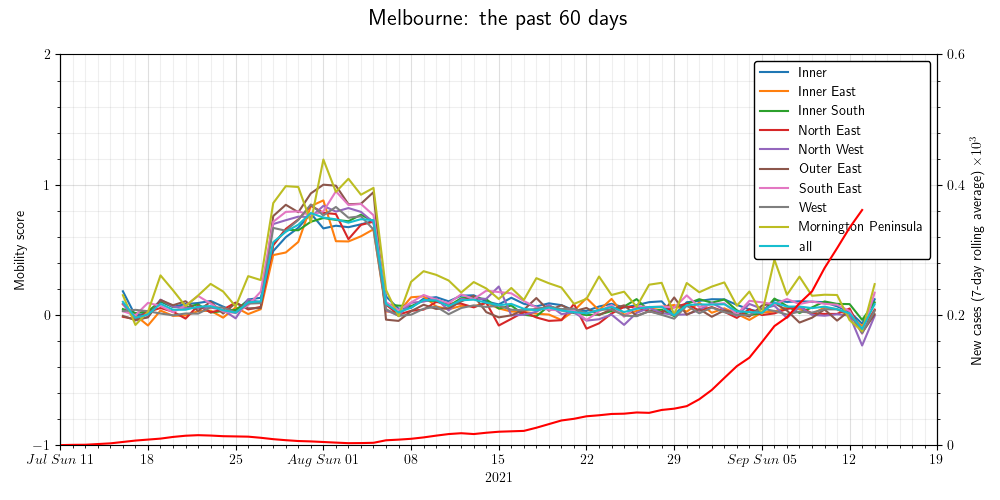 Melbourne: the past 60 days
Mobility score
2
1
0
−1
0.6
0.4
0.2
0
New cases (7-day rolling average) ×10³
Inner
Inner East
Inner South
North East
North West
Outer East
South East
West
Mornington Peninsula
all
Jul Sun 11
18
25
Aug Sun 01
08
15
22
29
Sep Sun 05
12
19
2021